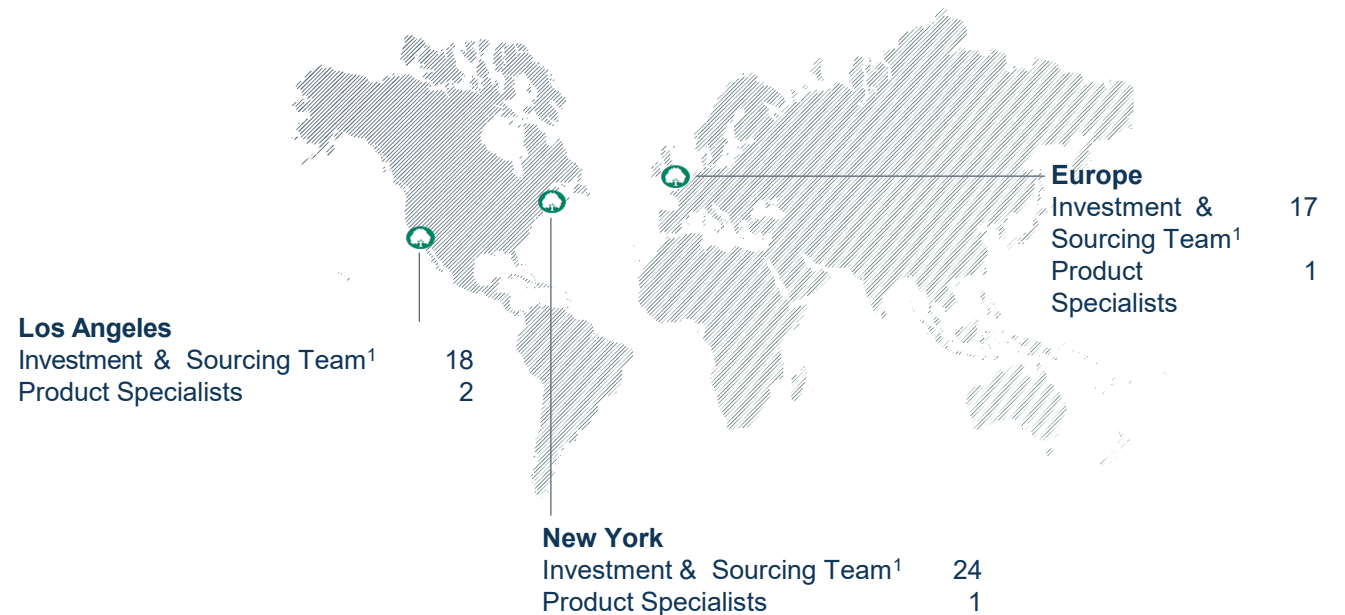 Europe
Investment & 17
Sourcing Team¹
Product 1
Specialists
Los Angeles
Investment & Sourcing Team¹ 18
Product Specialists 2
New York
Investment & Sourcing Team¹ 24
Product Specialists 1